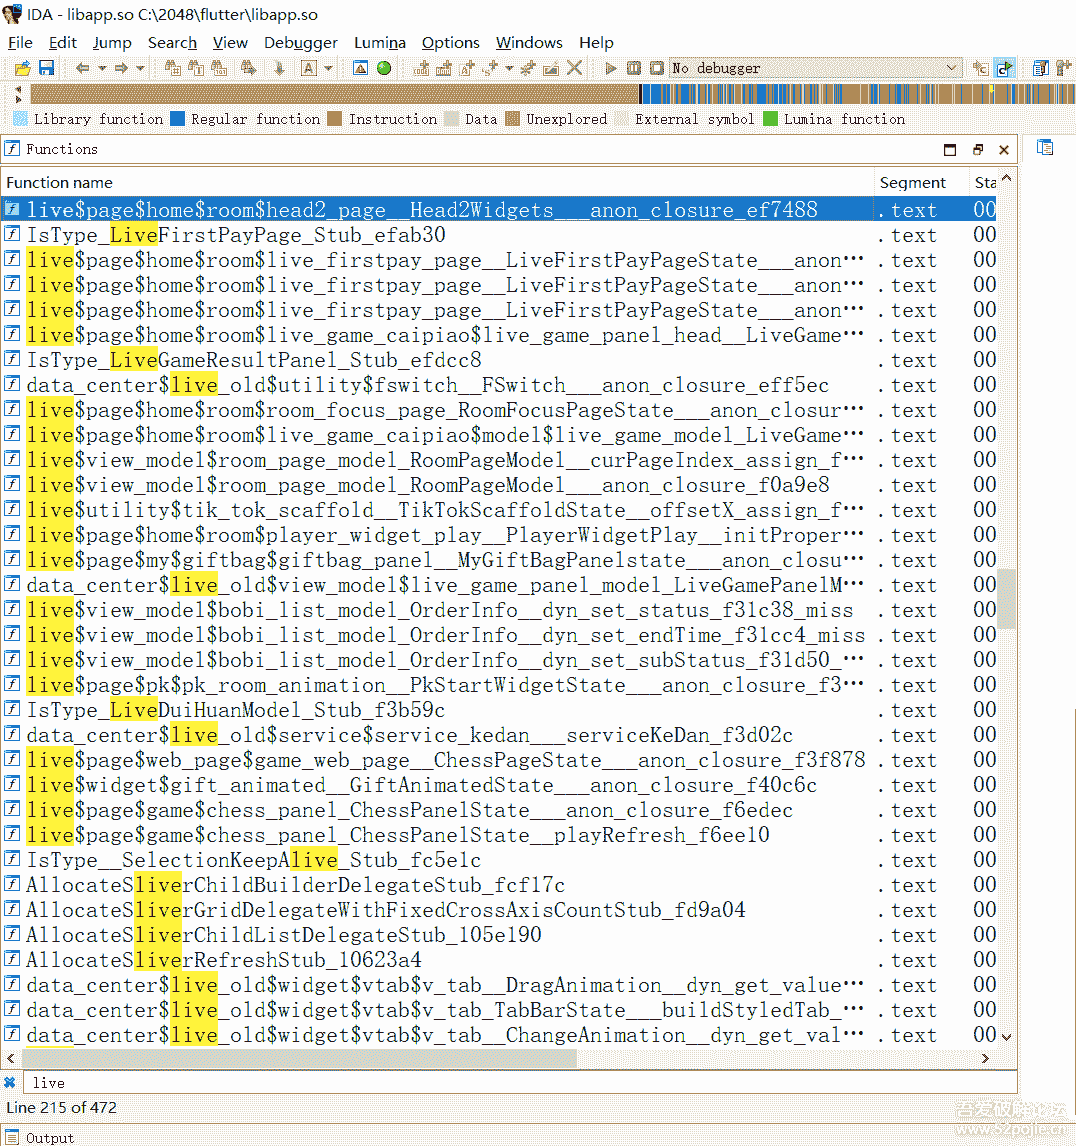 IDA - libapp.so C:\2048\flutter\libapp.so
File Edit Jump Search View Debugger Lumina Options Windows Help
No debugger
Library function Regular function Instruction Data Unexplored External symbol Lumina function
Functions
Function name Segment Sta
live$page$home$room$head2_page__Head2Widgets___anon_closure_ef7488 .text 00
IsType_LiveFirstPayPage_Stub_efab30 .text 00
live$page$home$room$live_firstpay_page__LiveFirstPayPageState___anon… .text 00
live$page$home$room$live_firstpay_page__LiveFirstPayPageState___anon… .text 00
live$page$home$room$live_firstpay_page__LiveFirstPayPageState___anon… .text 00
live$page$home$room$live_game_caipiao$live_game_panel_head__LiveGame… .text 00
IsType_LiveGameResultPanel_Stub_efdcc8 .text 00
data_center$live_old$utility$fswitch__FSwitch___anon_closure_eff5ec .text 00
live$page$home$room$room_focus_page_RoomFocusPageState___anon_closur… .text 00
live$page$home$room$live_game_caipiao$model$live_game_model_LiveGame… .text 00
live$view_model$room_page_model_RoomPageModel__curPageIndex_assign_f… .text 00
live$view_model$room_page_model_RoomPageModel___anon_closure_f0a9e8 .text 00
live$utility$tik_tok_scaffold__TikTokScaffoldState__offsetX_assign_f… .text 00
live$page$home$room$player_widget_play__PlayerWidgetPlay__initProper… .text 00
live$page$my$giftbag$giftbag_panel__MyGiftBagPanelstate___anon_closu… .text 00
data_center$live_old$view_model$live_game_panel_model_LiveGamePanelM… .text 00
live$view_model$bobi_list_model_OrderInfo__dyn_set_status_f31c38_miss .text 00
live$view_model$bobi_list_model_OrderInfo__dyn_set_endTime_f31cc4_miss .text 00
live$view_model$bobi_list_model_OrderInfo__dyn_set_subStatus_f31d50_… .text 00
live$page$pk$pk_room_animation__PkStartWidgetState___anon_closure_f3… .text 00
IsType_LiveDuiHuanModel_Stub_f3b59c .text 00
data_center$live_old$service$service_kedan___serviceKeDan_f3d02c .text 00
live$page$web_page$game_web_page__ChessPageState___anon_closure_f3f878 .text 00
live$widget$gift_animated__GiftAnimatedState___anon_closure_f40c6c .text 00
live$page$game$chess_panel_ChessPanelState___anon_closure_f6edec .text 00
live$page$game$chess_panel_ChessPanelState__playRefresh_f6ee10 .text 00
IsType__SelectionKeepAlive_Stub_fc5e1c .text 00
AllocateSliverChildBuilderDelegateStub_fcf17c .text 00
AllocateSliverGridDelegateWithFixedCrossAxisCountStub_fd9a04 .text 00
AllocateSliverChildListDelegateStub_105e190 .text 00
AllocateSliverRefreshStub_10623a4 .text 00
data_center$live_old$widget$vtab$v_tab__DragAnimation__dyn_get_value… .text 00
data_center$live_old$widget$vtab$v_tab_TabBarState___buildStyledTab_… .text 00
data_center$live_old$widget$vtab$v_tab__ChangeAnimation__dyn_get_val… .text 00
live
Line 215 of 472
吾爱破解论坛
www.52pojie.cn
Output